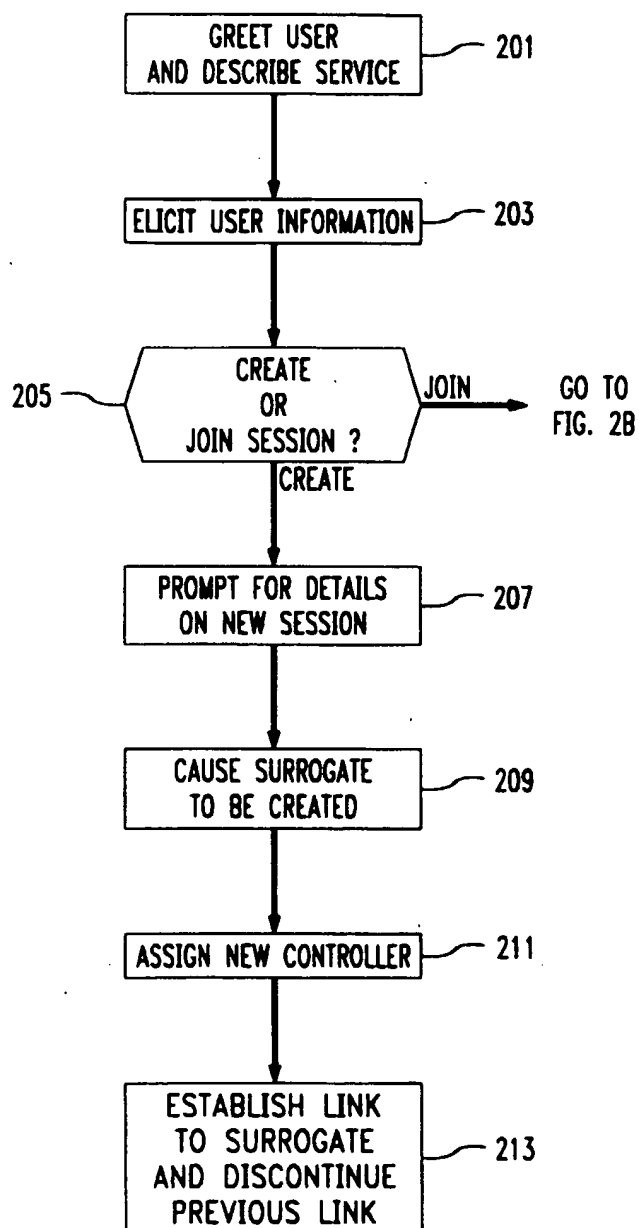 GREET USER
AND DESCRIBE SERVICE
201
ELICIT USER INFORMATION
203
205
CREATE
OR
JOIN SESSION ?
JOIN
GO TO
FIG. 2B
CREATE
PROMPT FOR DETAILS
ON NEW SESSION
207
CAUSE SURROGATE
TO BE CREATED
209
ASSIGN NEW CONTROLLER
211
ESTABLISH LINK
TO SURROGATE
AND DISCONTINUE
PREVIOUS LINK
213